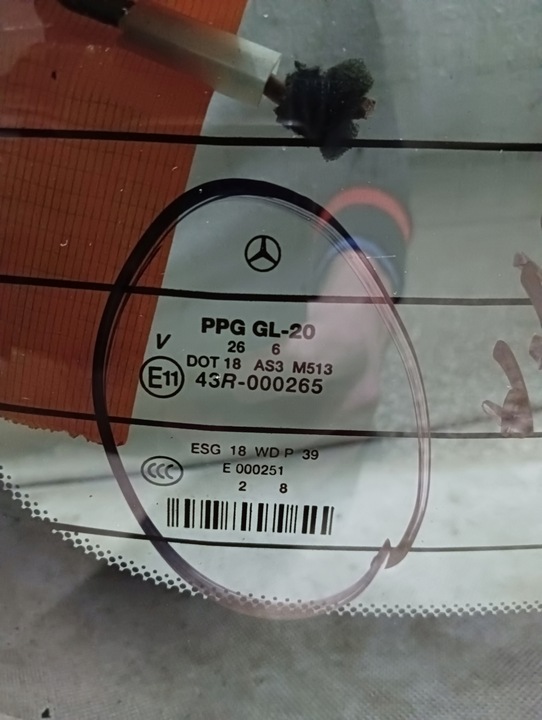 PPG GL-20
26 6
V
DOT 18 AS3 M513
E11 43R-000265
ESG 18 WD P 39
CCC
E 000251
2 8